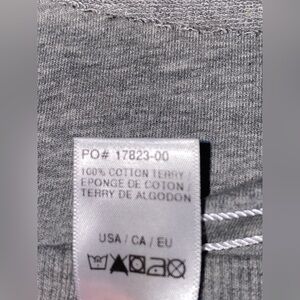 PO# 17823-00
100% COTTON TERRY
EPONGE DE COTON /
TERRY DE ALGODON
USA / CA / EU